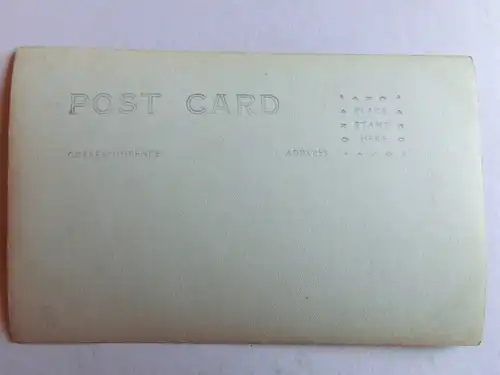 POST CARD
PLACE
STAMP
HERE
CORRESPONDENCE
ADDRESS